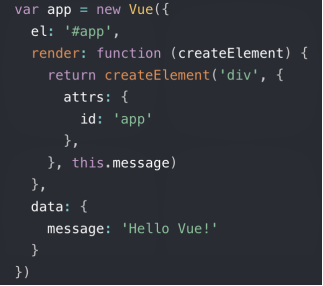 var app = new Vue({
  el: '#app',
  render: function (createElement) {
    return createElement('div', {
      attrs: {
        id: 'app'
      },
    }, this.message)
  },
  data: {
    message: 'Hello Vue!'
  }
})